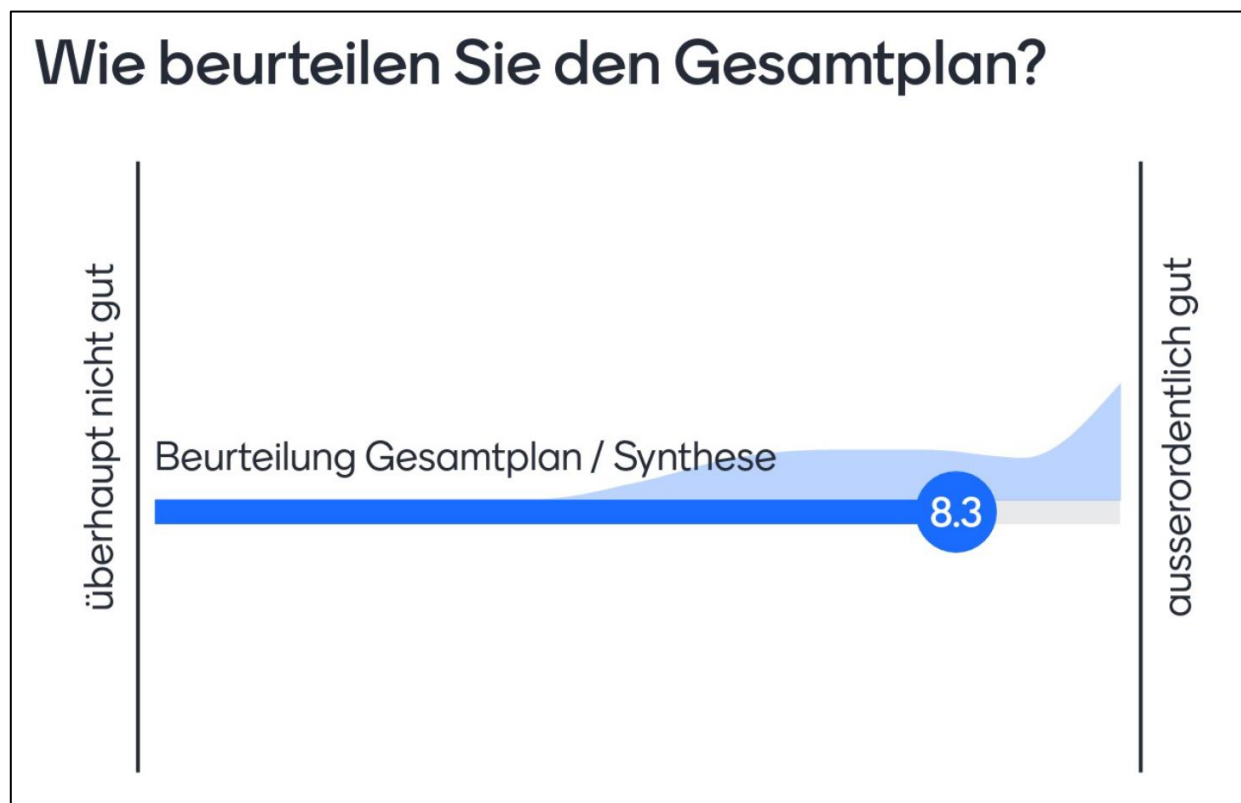 Wie beurteilen Sie den Gesamtplan?
überhaupt nicht gut
Beurteilung Gesamtplan / Synthese
8.3
ausserordentlich gut